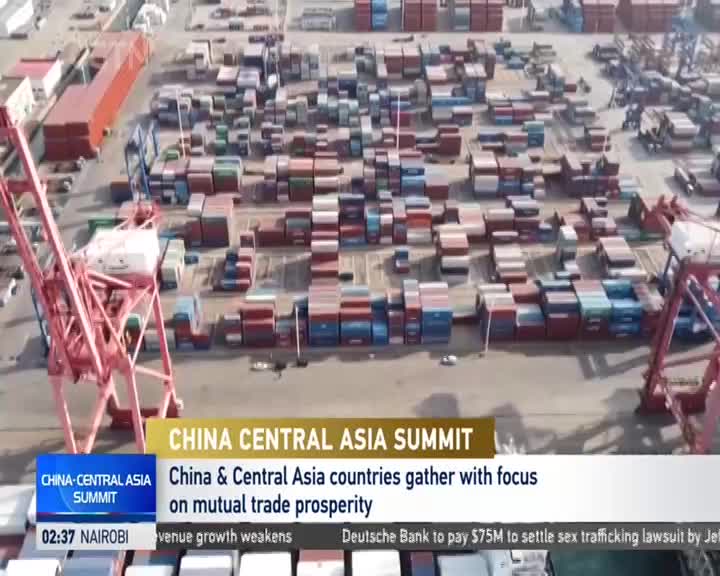 CHINA CENTRAL ASIA SUMMIT
China & Central Asia countries gather with focus
on mutual trade prosperity
CHINA-CENTRAL ASIA
SUMMIT
02:37 NAIROBI
evenue growth weakens Deutsche Bank to pay $75M to settle sex trafficking lawsuit by Jef